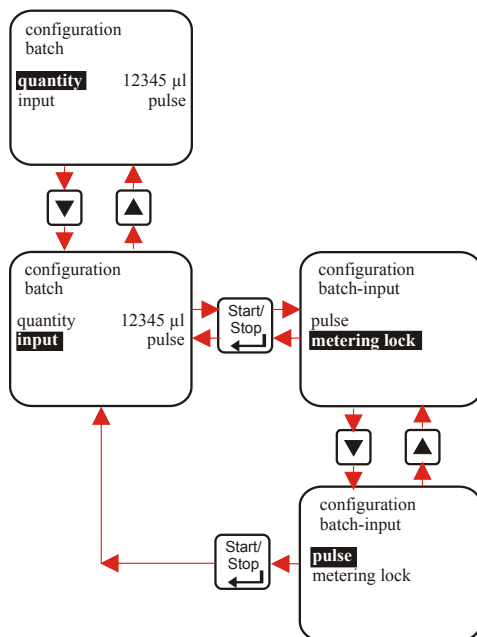 configuration
batch
quantity 12345 µl
input pulse
configuration
batch
quantity 12345 µl
input pulse
Start/
Stop
configuration
batch-input
pulse
metering lock
configuration
batch-input
pulse
metering lock
Start/
Stop